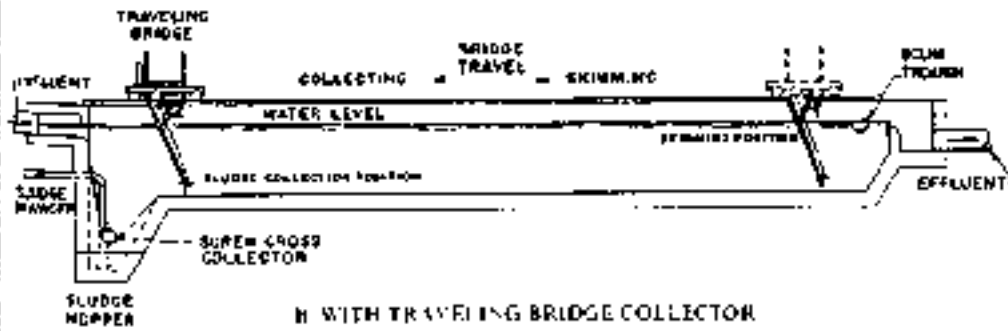 TRAVELING
BRIDGE
BRIDGE
TRAVEL
COLLECTING
SKIMMING
SCUM
TROUGH
INFLUENT
WATER LEVEL
SKIMMING POSITION
SLUDGE COLLECTION POSITION
EFFLUENT
SLUDGE
SCREW CROSS
COLLECTOR
SLUDGE
HOPPER
WITH TRAVELING BRIDGE COLLECTOR